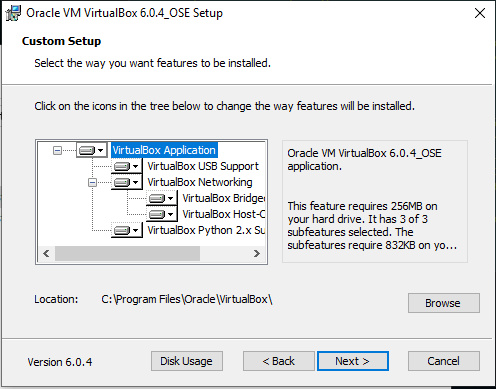 Oracle VM VirtualBox 6.0.4_OSE Setup
Custom Setup
Select the way you want features to be installed.
Click on the icons in the tree below to change the way features will be installed.
VirtualBox Application
VirtualBox USB Support
VirtualBox Networking
VirtualBox Bridge
VirtualBox Host-C
VirtualBox Python 2.x Su
Oracle VM VirtualBox 6.0.4_OSE
application.
This feature requires 256MB on
your hard drive. It has 3 of 3
subfeatures selected. The
subfeatures require 832KB on yo...
Location: C:\Program Files\Oracle\VirtualBox\
Browse
Version 6.0.4
Disk Usage
< Back
Next >
Cancel